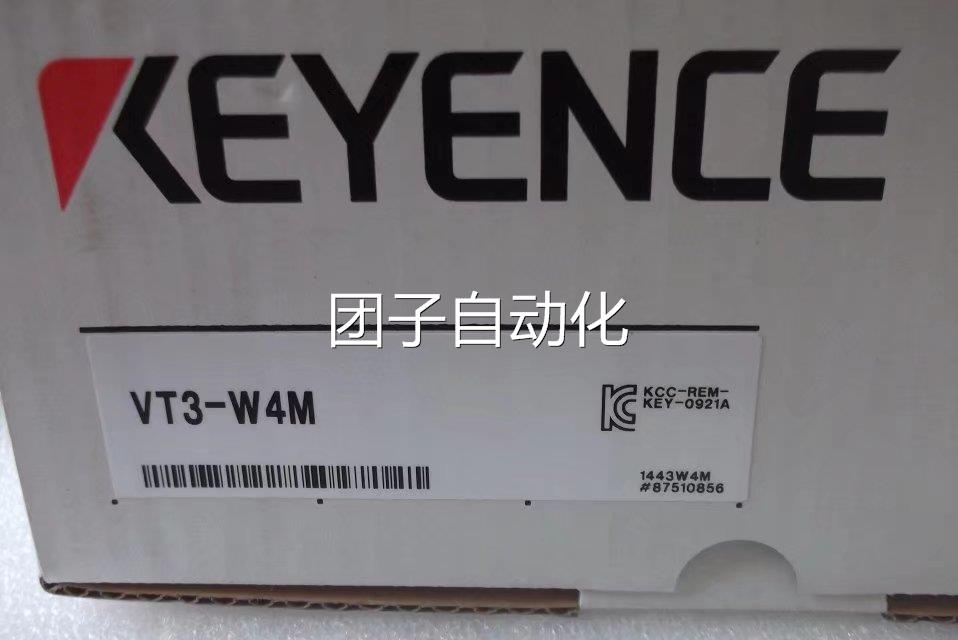 KEYENCE
团子自动化
VT3-W4M
KCC-REM-
KEY-0921A
1443W4M
#87510856